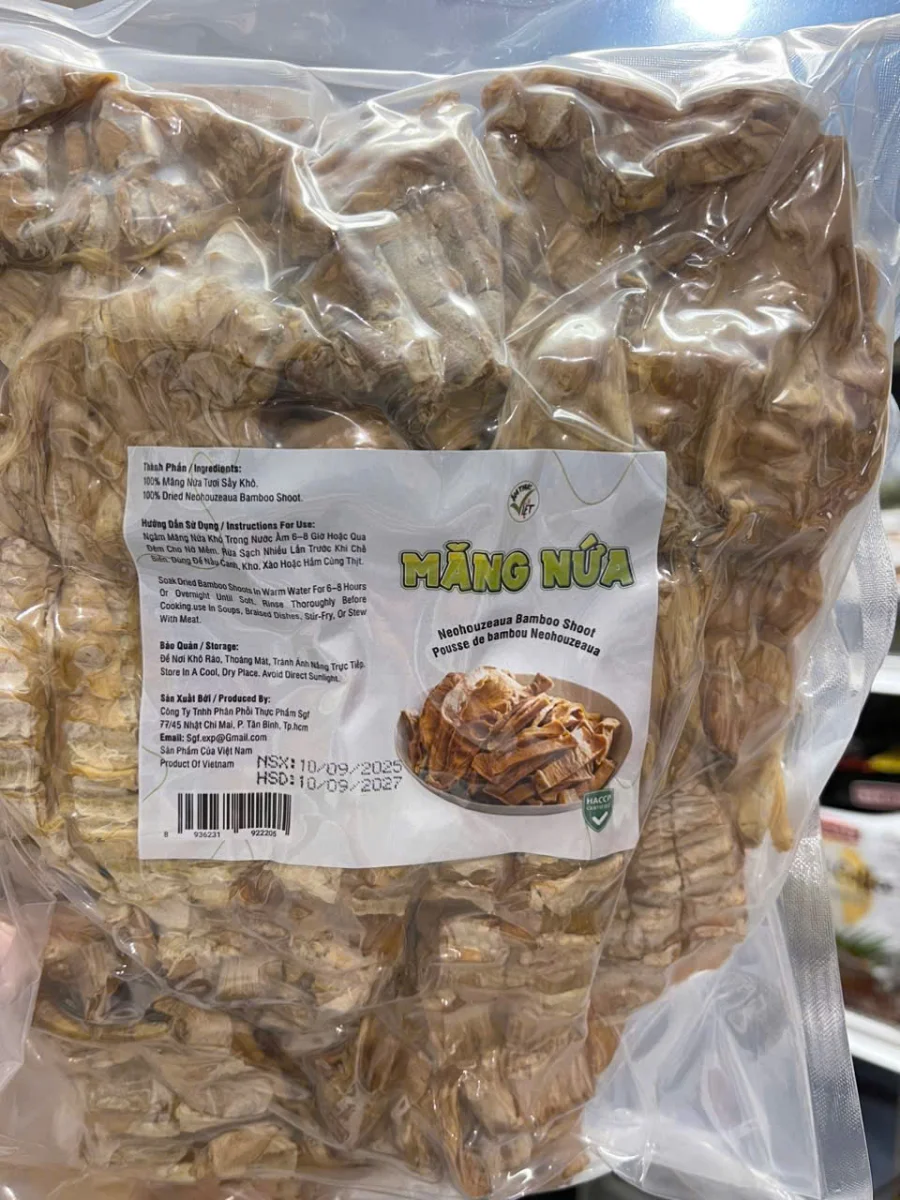 Thành Phần / Ingredients:
100% Măng Nứa Tươi Sấy Khô.
100% Dried Neohouzeaua Bamboo Shoot.
Hướng Dẫn Sử Dụng / Instructions For Use:
Ngâm Măng Nứa Khô Trong Nước Ấm 6–8 Giờ Hoặc Qua
Đêm Cho Nở Mềm. Rửa Sạch Nhiều Lần Trước Khi Chế
Biến. Dùng Để Nấu Canh, Kho, Xào Hoặc Hầm Cùng Thịt.
Soak Dried Bamboo Shoots In Warm Water For 6–8 Hours
Or Overnight Until Soft, Rinse Thoroughly Before
Cooking.use In Soups, Braised Dishes, Stir-Fry, Or Stew
With Meat.
Bảo Quản / Storage:
Để Nơi Khô Ráo, Thoáng Mát, Tránh Ánh Nắng Trực Tiếp.
Store In A Cool, Dry Place. Avoid Direct Sunlight.
Sản Xuất Bởi / Produced By:
Công Ty Tnhh Phân Phối Thực Phẩm Sgf
77/45 Nhật Chi Mai, P. Tân Bình, Tp.hcm
Email: Sgf.exp@Gmail.com
Sản Phẩm Của Việt Nam
Product Of Vietnam
NSX: 10/09/2025
HSD: 10/09/2027
8 936231 922205
ẨM THỰC
VIỆT
MĂNG NỨA
Neohouzeaua Bamboo Shoot
Pousse de bambou Neohouzeaua
HACCP